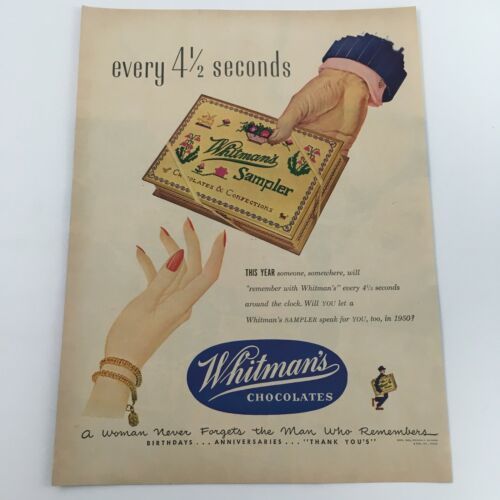 every 4½ seconds
Whitman's
Sampler
CHOCOLATES & CONFECTIONS
THIS YEAR someone, somewhere, will
"remember with Whitman's" every 4½ seconds
around the clock. Will YOU let a
Whitman's SAMPLER speak for YOU, too, in 1950?
Whitman's
CHOCOLATES
A Woman Never Forgets the Man Who Remembers
BIRTHDAYS . . . ANNIVERSARIES . . . "THANK YOU'S"